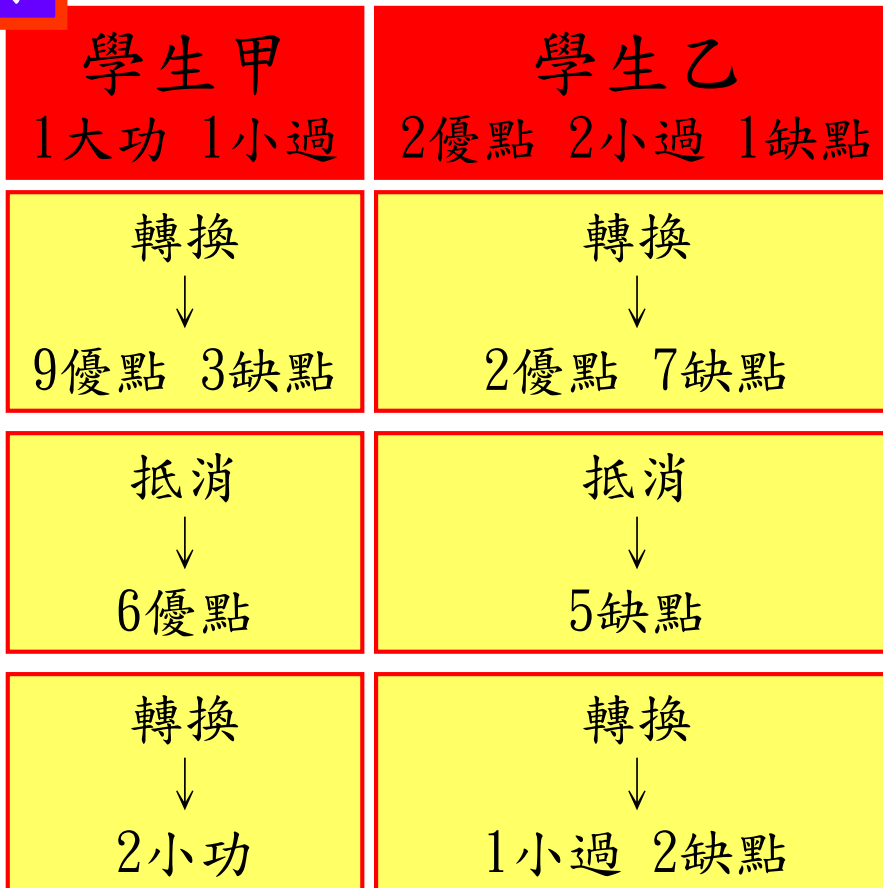 學生甲
1大功 1小過
轉換
↓
9優點 3缺點
抵消
↓
6優點
轉換
↓
2小功
學生乙
2優點 2小過 1缺點
轉換
↓
2優點 7缺點
抵消
↓
5缺點
轉換
↓
1小過 2缺點